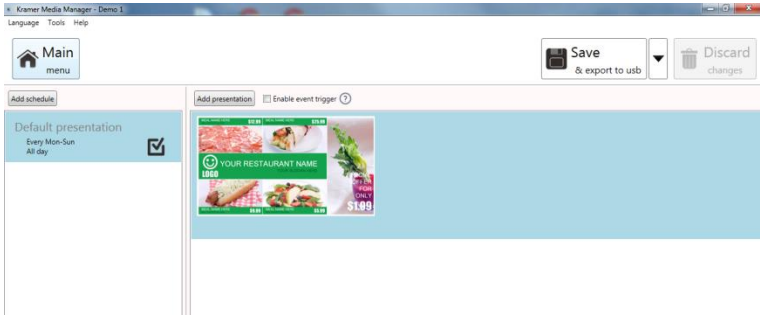 Kramer Media Manager - Demo 1
Language Tools Help
Main
menu
Save
& export to usb
Discard
changes
Add schedule
Add presentation
Enable event trigger ?
Default presentation
Every Mon-Sun
All day
YOUR RESTAURANT NAME
LOGO
OFFER
FOR
ONLY
$1.99